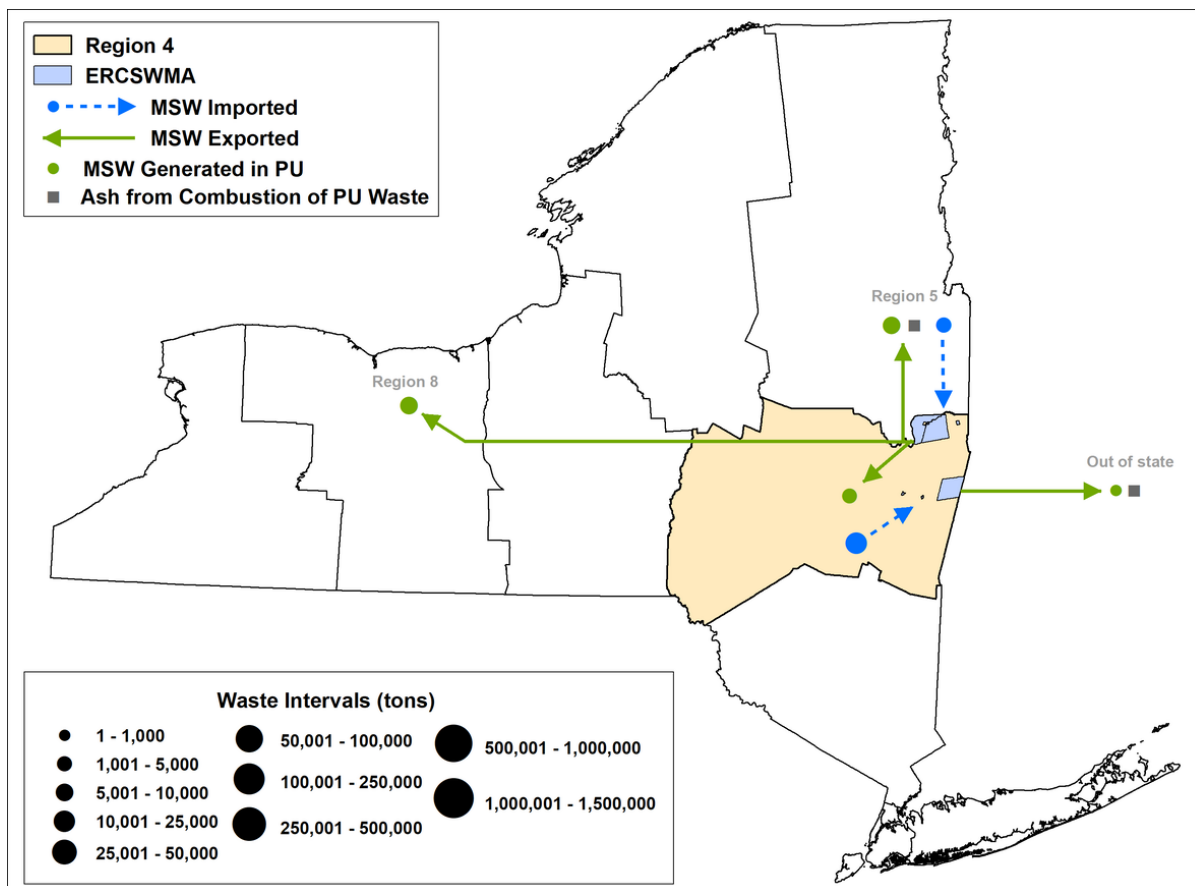 Region 4
ERCSWMA
MSW Imported
MSW Exported
MSW Generated in PU
Ash from Combustion of PU Waste
Region 5
Region 8
Out of state
Waste Intervals (tons)
1 - 1,000
1,001 - 5,000
5,001 - 10,000
10,001 - 25,000
25,001 - 50,000
50,001 - 100,000
100,001 - 250,000
250,001 - 500,000
500,001 - 1,000,000
1,000,001 - 1,500,000